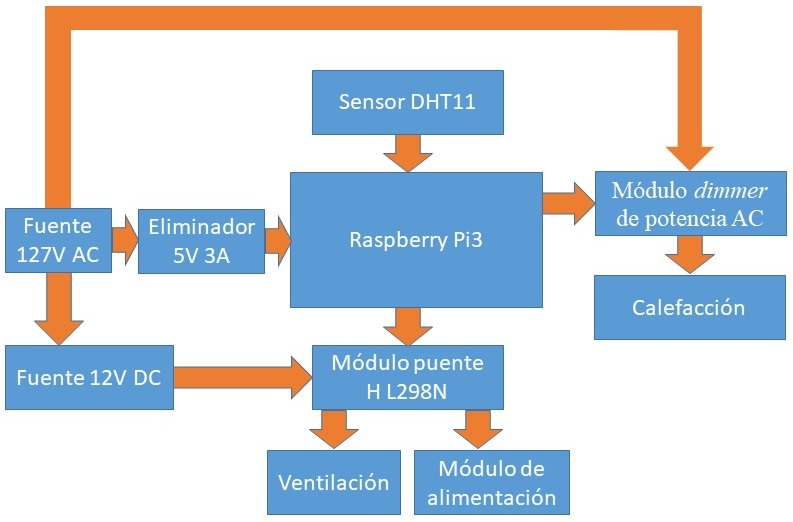 Sensor DHT11
Módulo dimmer
de potencia AC
Fuente
127V AC
Eliminador
5V 3A
Raspberry Pi3
Calefacción
Fuente 12V DC
Módulo puente
H L298N
Ventilación
Módulo de
alimentación